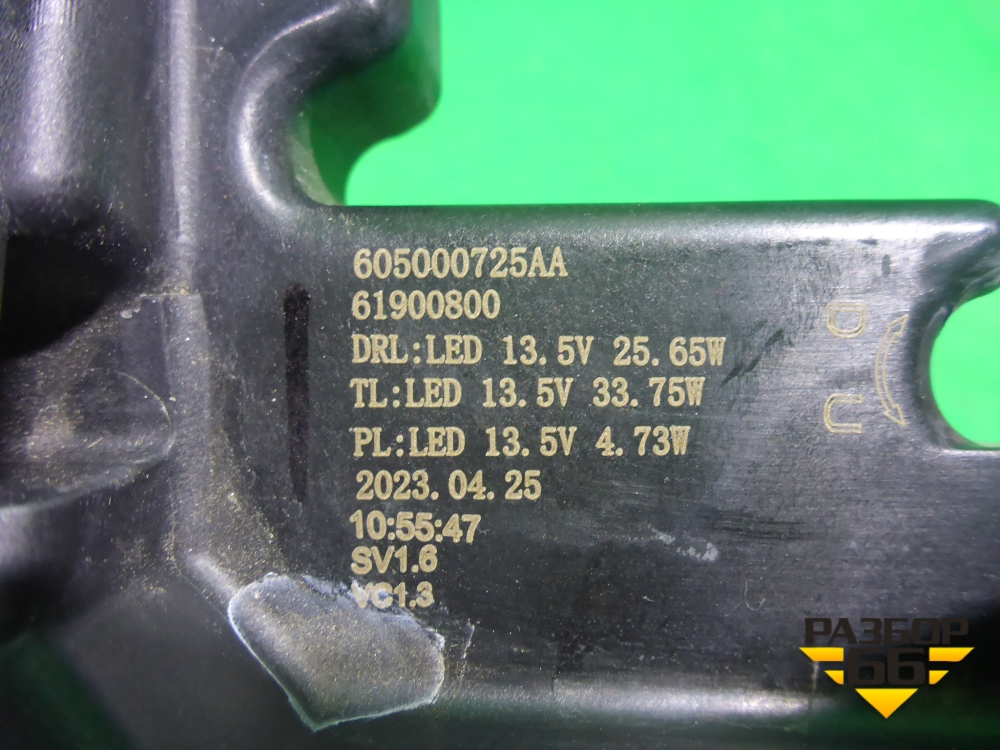 605000725AA
61900800
DRL:LED 13.5V 25.65W
TL:LED 13.5V 33.75W
PL:LED 13.5V 4.73W
2023.04.25
10:55:47
SV1.6
VC1.3
D
U
РАЗБОР
66